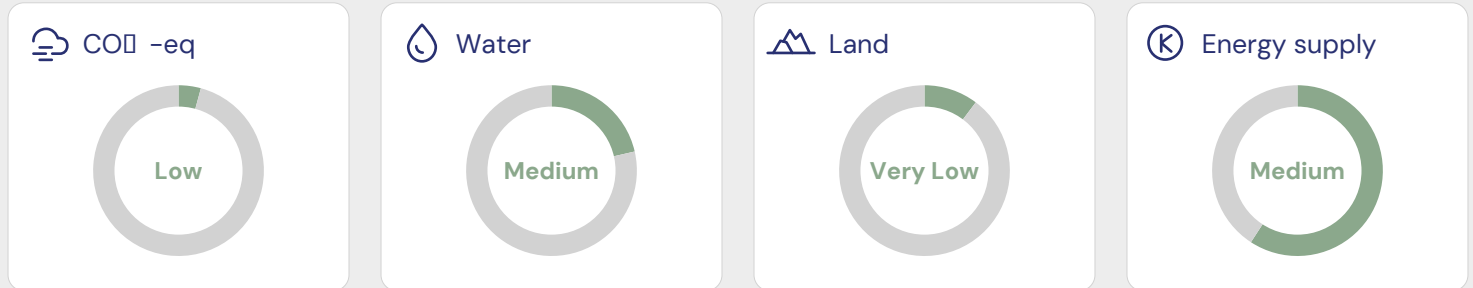 CO▯ -eq
Low
Water
Medium
Land
Very Low
Energy supply
Medium